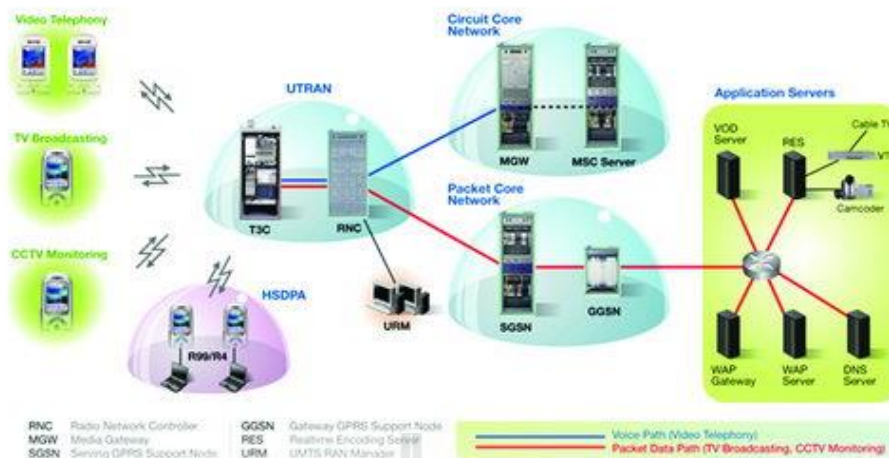 Video Telephony
TV Broadcasting
CCTV Monitoring
UTRAN
T3C
RNC
HSDPA
R99/R4
URM
Circuit Core
Network
MGW
MSC Server
Packet Core
Network
SGSN
GGSN
Application Servers
VOD
Server
RES
Cable TV
Camcoder
WAP
Gateway
WAP
Server
DNS
Server
RNC Radio Network Controller
MGW Media Gateway
SGSN Serving GPRS Support Node
GGSN Gateway GPRS Support Node
RES Realtime Encoding Server
URM UMTS RAN Manager
Voice Path (Video Telephony)
Packet Data Path (TV Broadcasting, CCTV Monitoring)